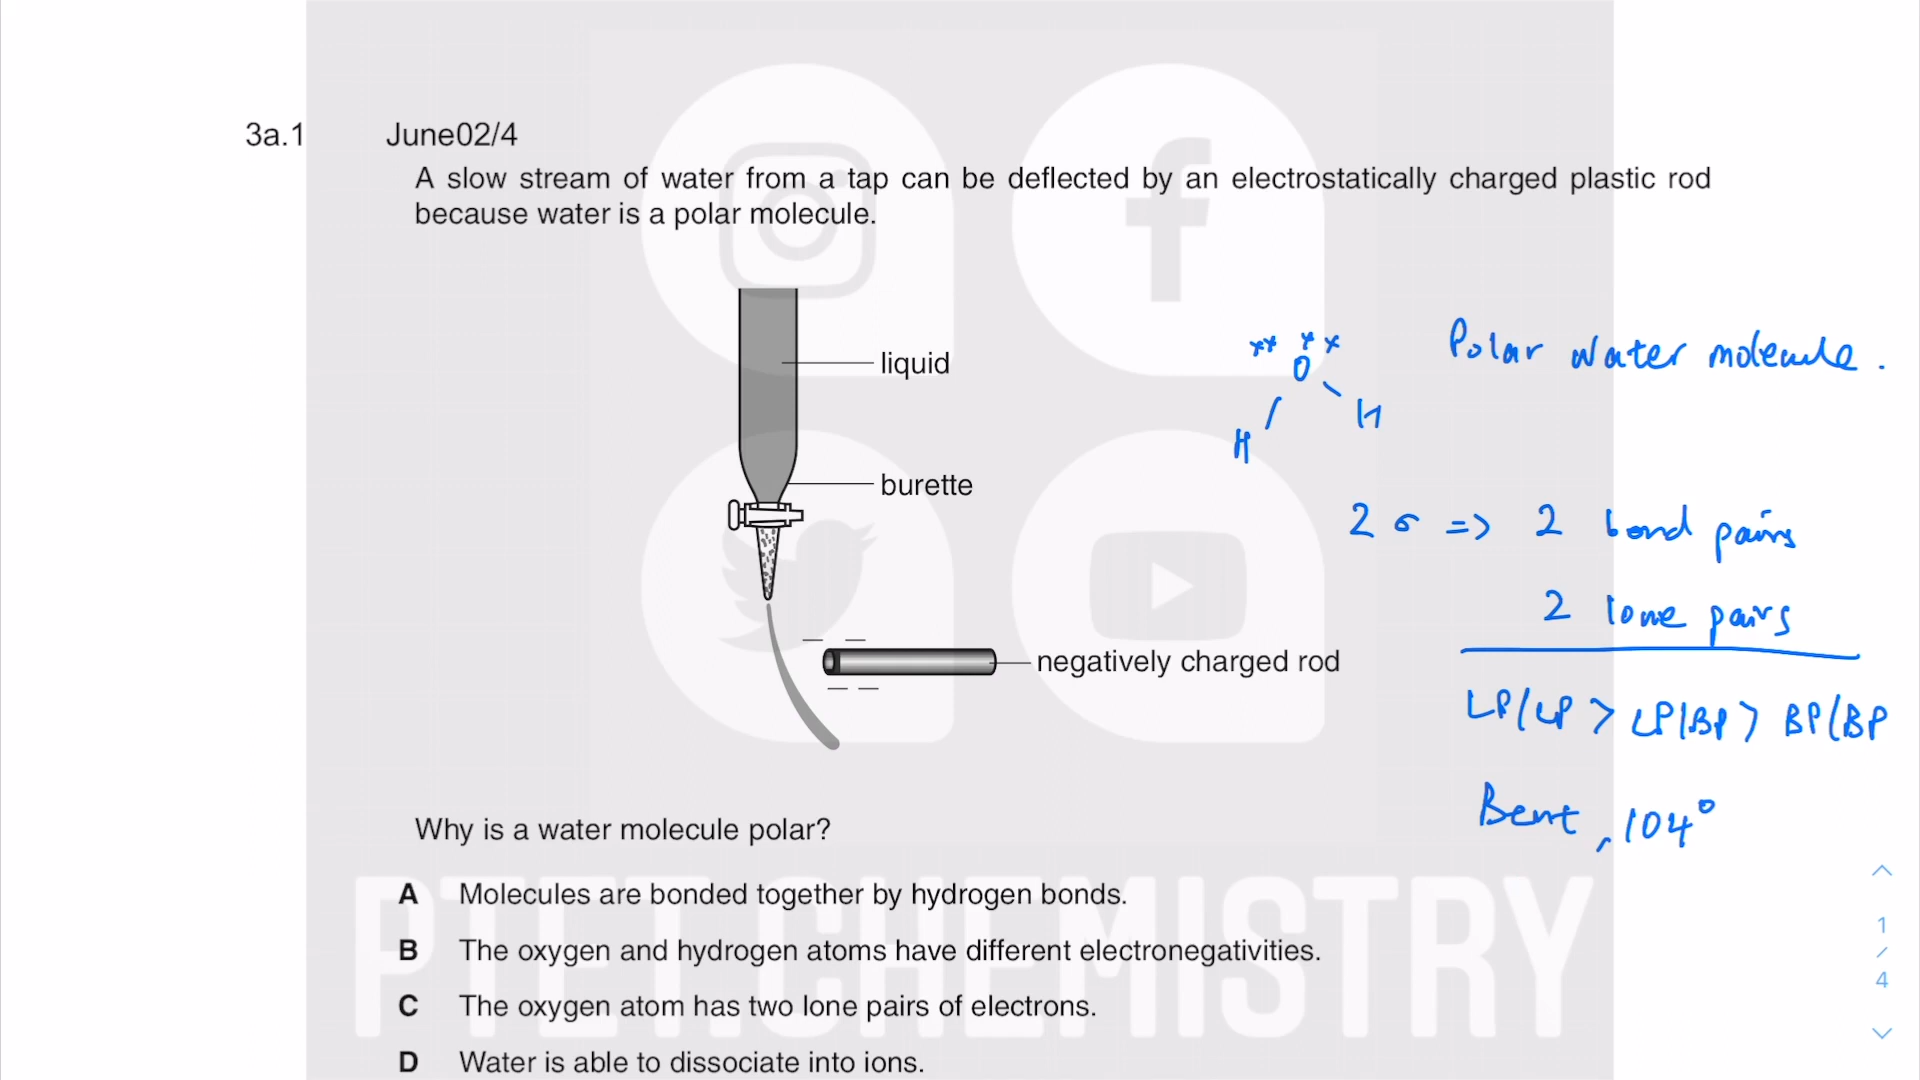 3a.1 June02/4
A slow stream of water from a tap can be deflected by an electrostatically charged plastic rod
because water is a polar molecule.
liquid
burette
negatively charged rod
Polar water molecule.
O
H H
2 σ => 2 bond pairs
2 lone pairs
LP/LP > LP/BP > BP/BP
Bent, 104°
Why is a water molecule polar?
A Molecules are bonded together by hydrogen bonds.
B The oxygen and hydrogen atoms have different electronegativities.
C The oxygen atom has two lone pairs of electrons.
D Water is able to dissociate into ions.
PTET.CHEMISTRY
1
/
4